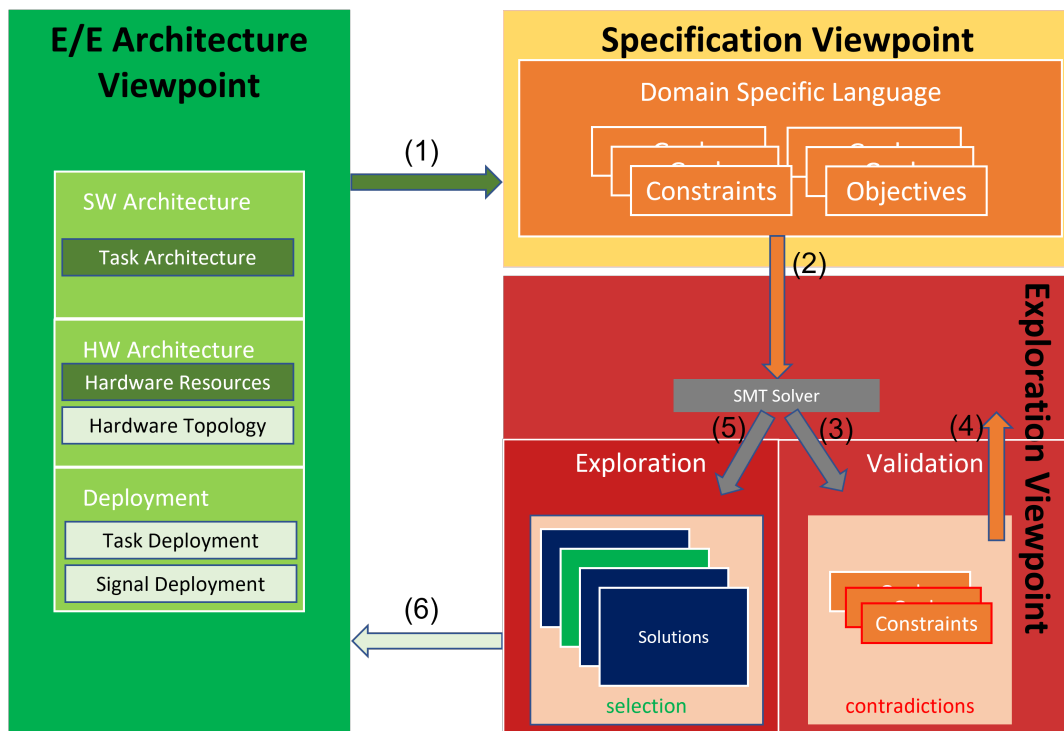 E/E Architecture
Viewpoint
SW Architecture
Task Architecture
HW Architecture
Hardware Resources
Hardware Topology
Deployment
Task Deployment
Signal Deployment
(1)
Specification Viewpoint
Domain Specific Language
Constraints
Objectives
(2)
Exploration Viewpoint
SMT Solver
(5)
(3)
(4)
Exploration
Validation
Solutions
selection
Constraints
contradictions
(6)